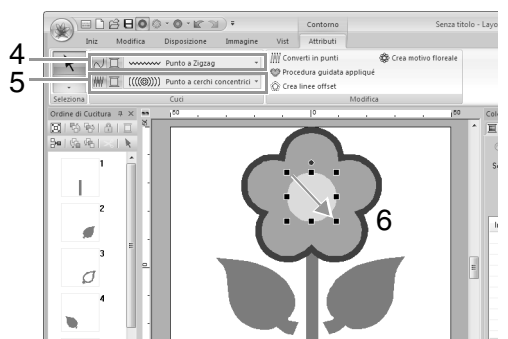 Contorno
Senza titolo - Layo
Iniz Modifica Disposizione Immagine Vist Attributi
4
Punto a Zigzag
Converti in punti
Crea motivo floreale
5
Punto a cerchi concentrici
Procedura guidata appliqué
Crea linee offset
Seleziona
Cuci
Modifica
Ordine di Cucitura
50 0 50
Colo
1
2
3
4
0
6